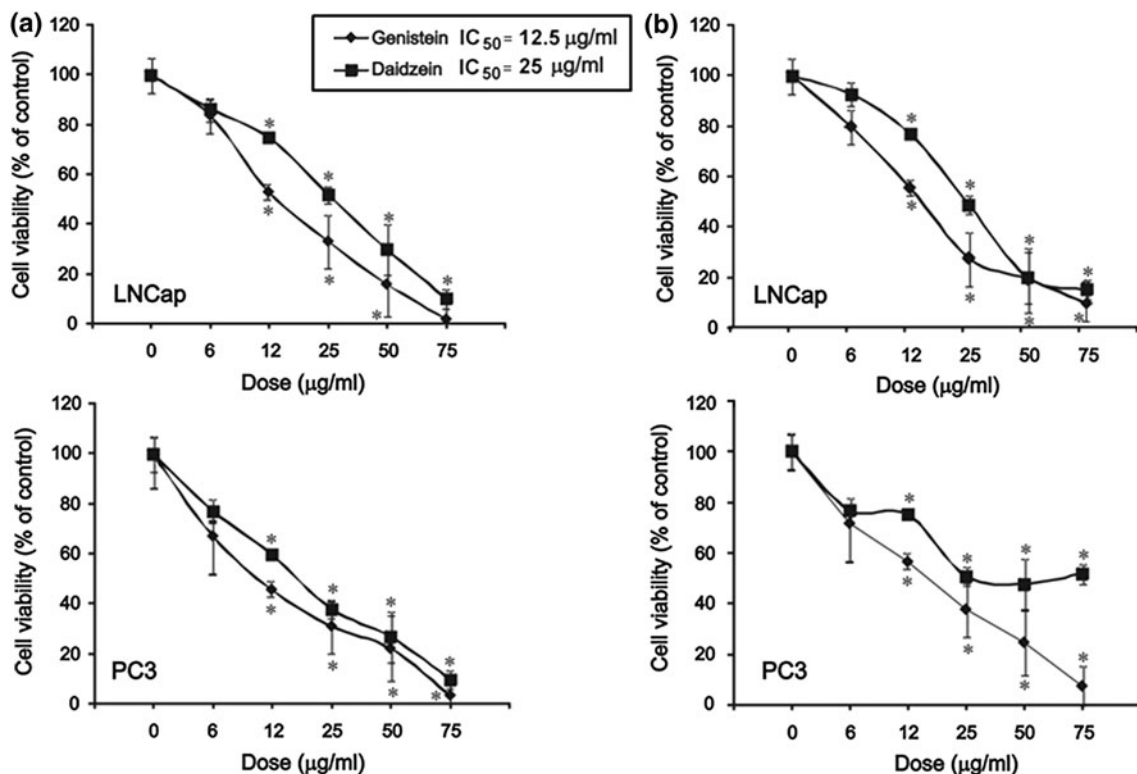 (a)
120
100
80
60
40
20
0
Cell viability (% of control)
Genistein IC50= 12.5 μg/ml
Daidzein IC50= 25 μg/ml
* * * * * * * *
LNCap
0 6 12 25 50 75
Dose (μg/ml)
(b)
120
100
80
60
40
20
0
Cell viability (% of control)
* * * * * * * *
LNCap
0 6 12 25 50 75
Dose (μg/ml)
120
100
80
60
40
20
0
Cell viability (% of control)
* * * * * * * *
PC3
0 6 12 25 50 75
Dose (μg/ml)
120
100
80
60
40
20
0
Cell viability (% of control)
* * * * * * * *
PC3
0 6 12 25 50 75
Dose (μg/ml)